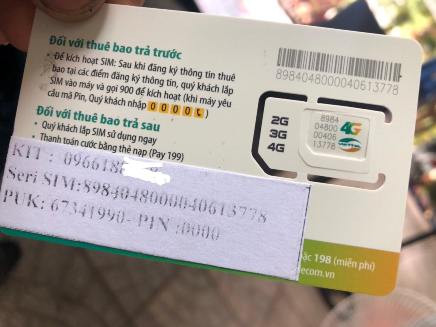 Đối với thuê bao trả trước
• Để kích hoạt SIM: Sau khi đăng ký thông tin thuê
bao tại các điểm đăng ký thông tin, quý khách lắp
SIM vào máy và gọi 900 để kích hoạt (khi máy yêu
cầu mã Pin, Quý khách nhập 0000)
Đối với thuê bao trả sau
• Quý khách lắp SIM sử dụng ngay
Thanh toán cước bằng thẻ nạp (Pay 199)
8984048000040613778
2G
3G
4G
8984
04800
00406
13778
4G
viettel
KIT : 096618
Seri SIM:8984048000040613778
PUK: 67341990- PIN :0000
198 (miễn phí)
ecom.vn